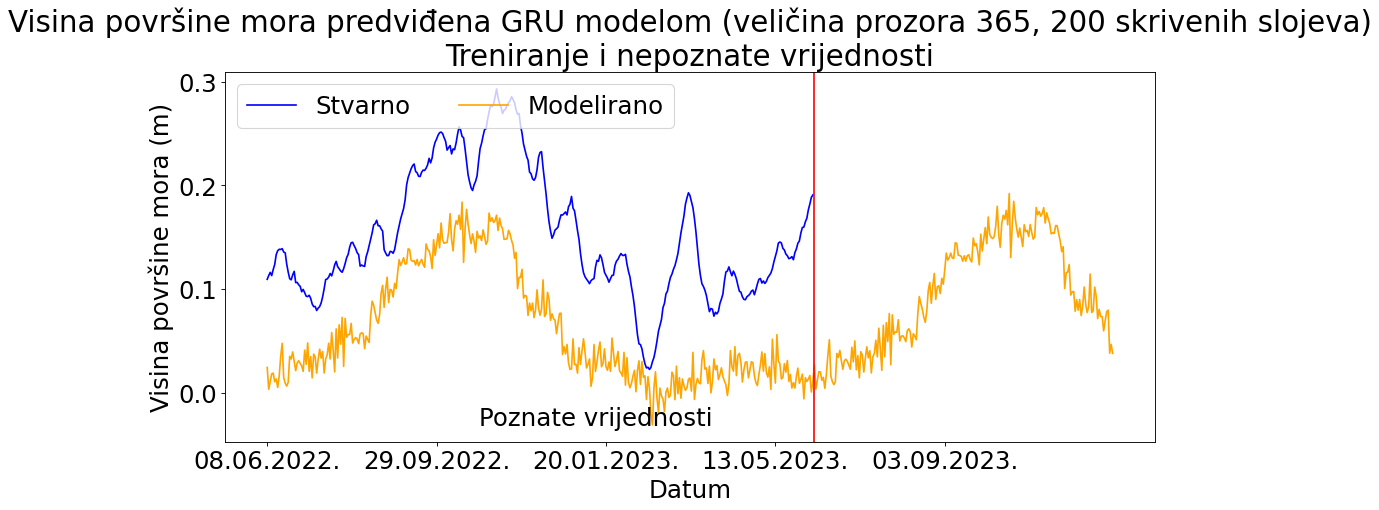 Visina površine mora predviđena GRU modelom (veličina prozora 365, 200 skrivenih slojeva)
Treniranje i nepoznate vrijednosti
Stvarno Modelirano
Visina površine mora (m)
0.3
0.2
0.1
0.0
Poznate vrijednosti
08.06.2022. 29.09.2022. 20.01.2023. 13.05.2023. 03.09.2023.
Datum